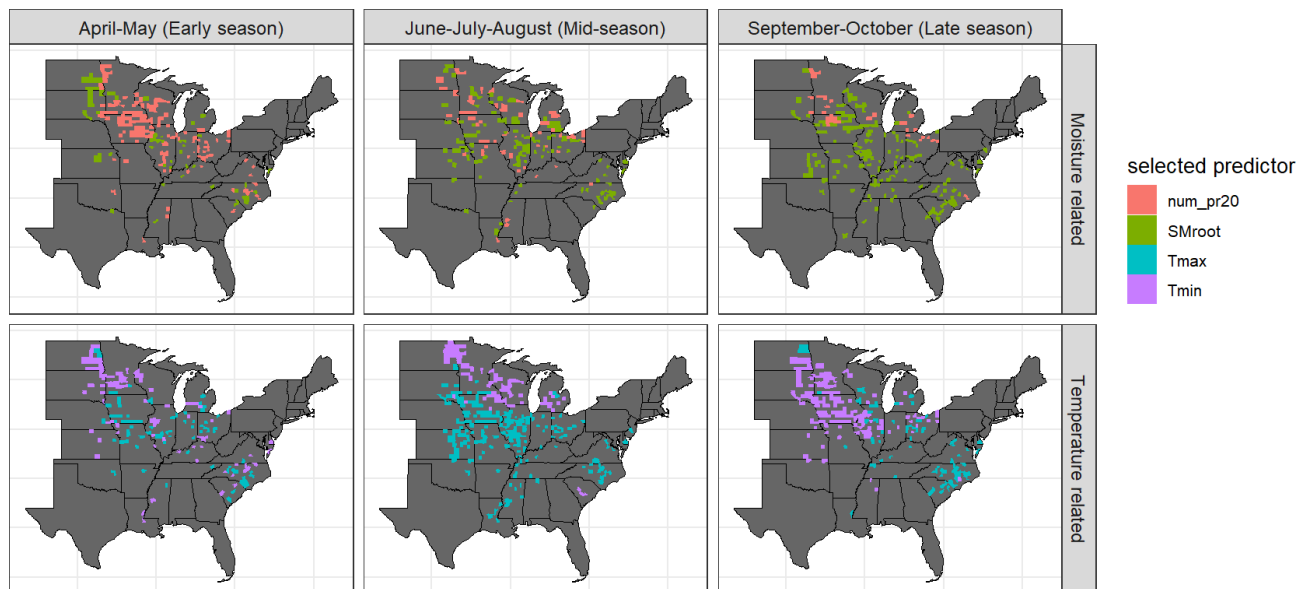 April-May (Early season)
June-July-August (Mid-season)
September-October (Late season)
Moisture related
Temperature related
selected predictor
num_pr20
SMroot
Tmax
Tmin